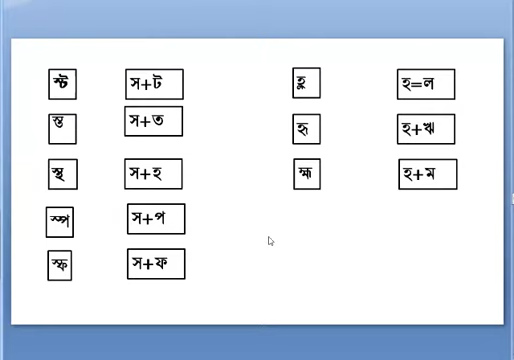 স্ট স+ট হ্ল হ=ল
স্ত স+ত হৃ হ+ঋ
স্থ স+হ হ্ম হ+ম
স্প স+প
স্ফ স+ফ